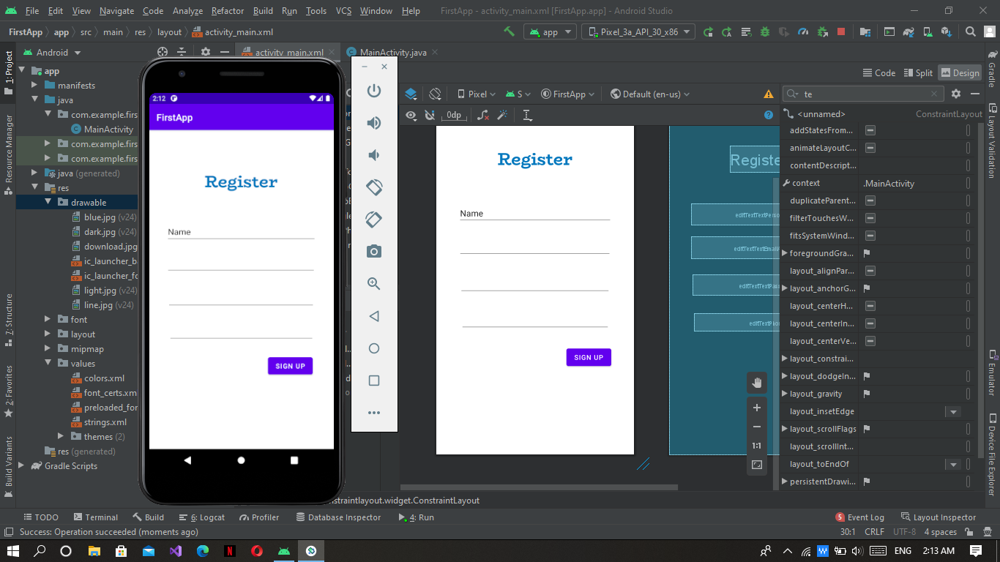 File Edit View Navigate Code Analyze Refactor Build Run Tools VCS Window Help FirstApp - activity_main.xml [FirstApp.app] - Android Studio
FirstApp app src main res layout activity_main.xml app Pixel_3a_API_30_x86
Android activity_main.xml MainActivity.java
Code Split Design
1: Project
Resource Manager
7: Structure
2: Favorites
Build Variants
app
manifests
java
com.example.firs
MainActivity
com.example.firs
com.example.firs
java (generated)
res
drawable
blue.jpg (v24)
dark.jpg (v24)
download.jpg
ic_launcher_b
ic_launcher_fo
light.jpg (v24)
line.jpg (v24)
font
layout
mipmap
values
colors.xml
font_certs.xm
preloaded_for
strings.xml
themes (2)
res (generated)
Gradle Scripts
2:12
FirstApp
Register
Name
SIGN UP
Pixel S FirstApp Default (en-us)
0dp
Register
Name
SIGN UP
Registe
editTextTextPerso
editTextTextEmail
editTextTextPas
editTextPho
1:1
te
<unnamed> ConstraintLayout
addStatesFrom...
animateLayoutC...
contentDescript...
context .MainActivity
duplicateParent...
filterTouchesW...
fitsSystemWind...
foregroundGra...
layout_alignPar...
layout_anchorG...
layout_centerH...
layout_centerIn...
layout_centerVe...
layout_constrai...
layout_dodgeIn...
layout_gravity
layout_insetEdge
layout_scrollFlags
layout_scrollInt...
layout_toEndOf
persistentDrawi...
Gradle
Layout Validation
Emulator
Device File Explorer
nstraintlayout.widget.ConstraintLayout
TODO Terminal Build 6: Logcat Profiler Database Inspector 4: Run 5 Event Log Layout Inspector
Success: Operation succeeded (moments ago) 30:1 CRLF UTF-8 4 spaces
ENG 2:13 AM